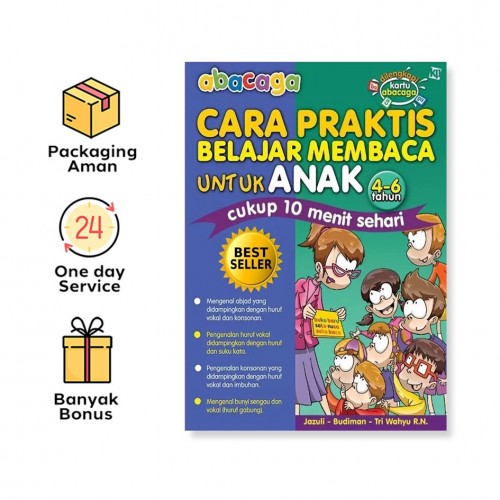 Packaging
Aman
24
One day
Service
Banyak
Bonus
abacaga
dilengkapi
kartu
abacaga
CARA PRAKTIS
BELAJAR MEMBACA
UNTUK ANAK
4-6
tahun
cukup 10 menit sehari
BEST
SELLER
Mengenal abjad yang
didampingkan dengan huruf
vokal dan konsonan.
Pengenalan huruf vokal
didampingkan dengan huruf
dan suku kata.
Pengenalan konsonan yang
didampingkan dengan huruf
vokal dan imbuhan.
Mengenal bunyi sengau dan
vokal (huruf gabung).
Jazuli - Budiman - Tri Wahyu R.N.